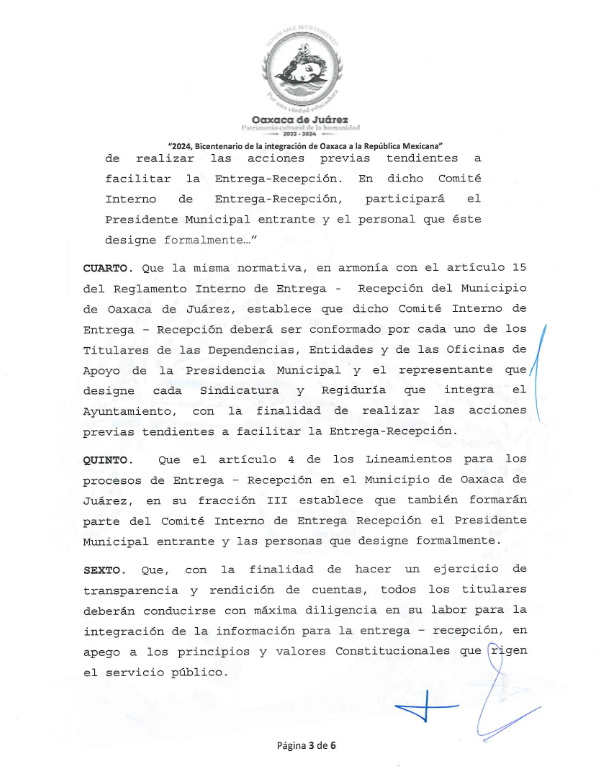 HONORABLE AYUNTAMIENTO
Por una ciudad educadora
Oaxaca de Juárez
Patrimonio cultural de la humanidad
2022 - 2024
"2024, Bicentenario de la integración de Oaxaca a la República Mexicana"
de realizar las acciones previas tendientes a
facilitar la Entrega-Recepción. En dicho Comité
Interno de Entrega-Recepción, participará el
Presidente Municipal entrante y el personal que éste
designe formalmente…"
CUARTO. Que la misma normativa, en armonía con el artículo 15
del Reglamento Interno de Entrega - Recepción del Municipio
de Oaxaca de Juárez, establece que dicho Comité Interno de
Entrega – Recepción deberá ser conformado por cada uno de los
Titulares de las Dependencias, Entidades y de las Oficinas de
Apoyo de la Presidencia Municipal y el representante que
designe cada Sindicatura y Regiduría que integra el
Ayuntamiento, con la finalidad de realizar las acciones
previas tendientes a facilitar la Entrega-Recepción.
QUINTO. Que el artículo 4 de los Lineamientos para los
procesos de Entrega – Recepción en el Municipio de Oaxaca de
Juárez, en su fracción III establece que también formarán
parte del Comité Interno de Entrega Recepción el Presidente
Municipal entrante y las personas que designe formalmente.
SEXTO. Que, con la finalidad de hacer un ejercicio de
transparencia y rendición de cuentas, todos los titulares
deberán conducirse con máxima diligencia en su labor para la
integración de la información para la entrega – recepción, en
apego a los principios y valores Constitucionales que rigen
el servicio público.
Página 3 de 6